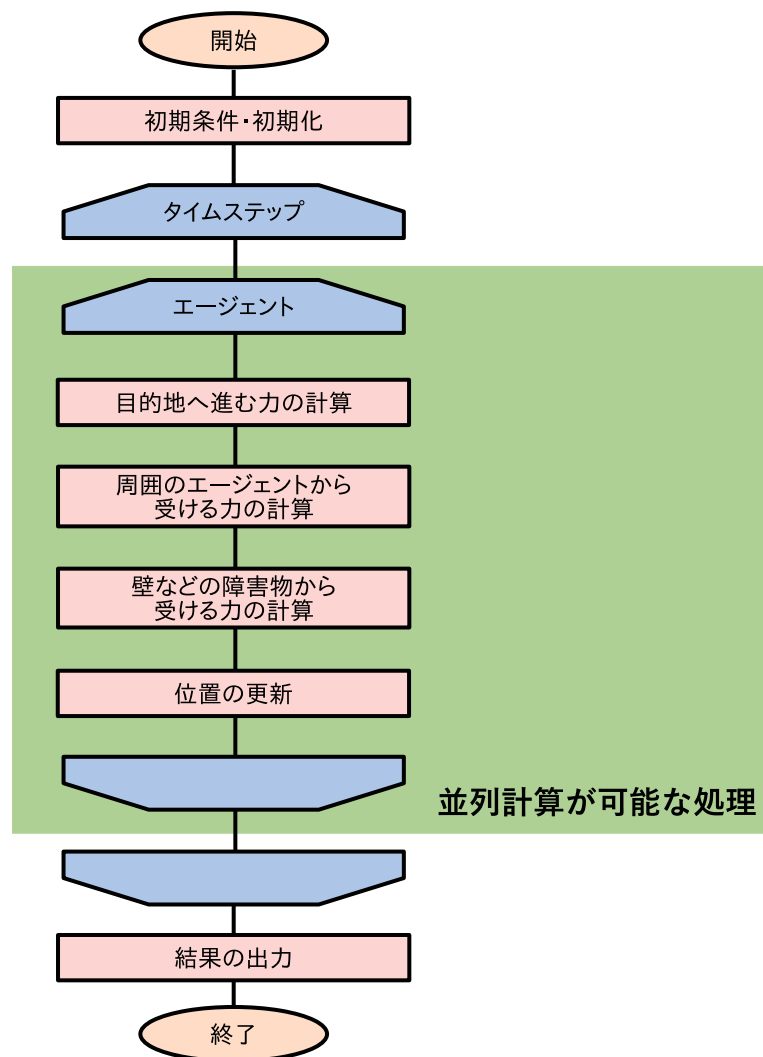 開始
初期条件・初期化
タイムステップ
エージェント
目的地へ進む力の計算
周囲のエージェントから
受ける力の計算
壁などの障害物から
受ける力の計算
位置の更新
並列計算が可能な処理
結果の出力
終了